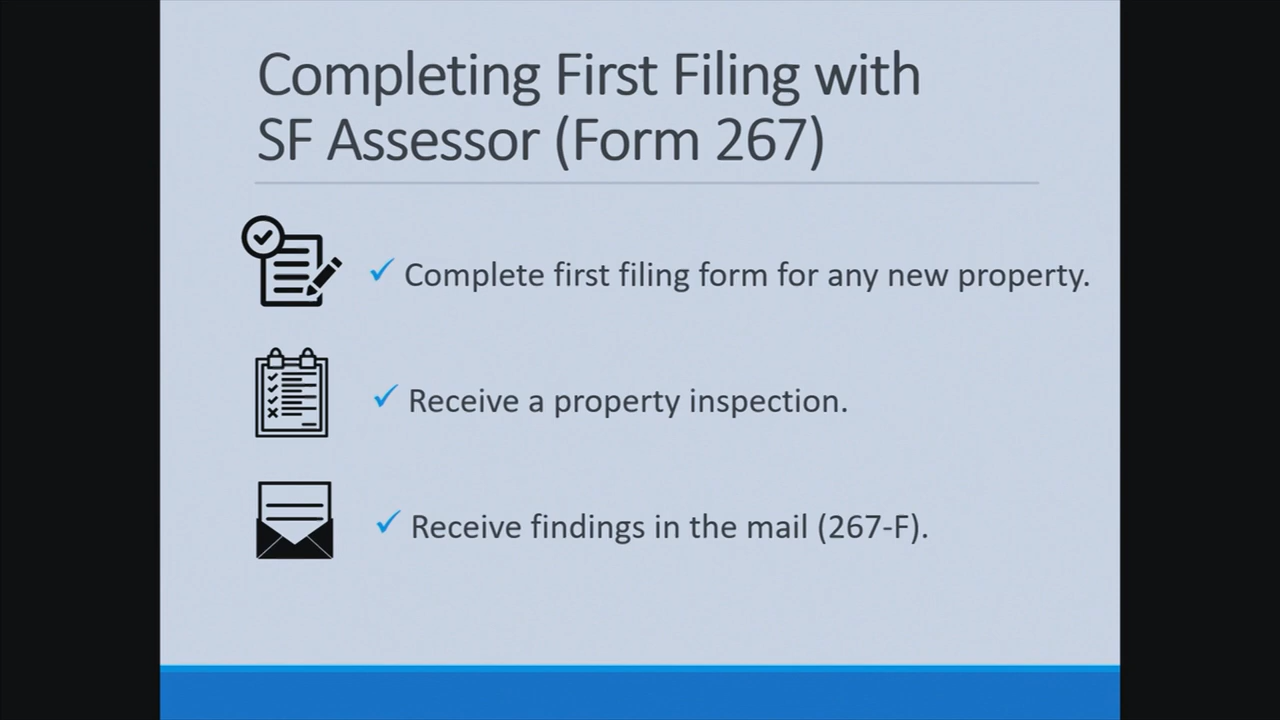 Completing First Filing with
SF Assessor (Form 267)
✓ Complete first filing form for any new property.
✓ Receive a property inspection.
✓ Receive findings in the mail (267-F).